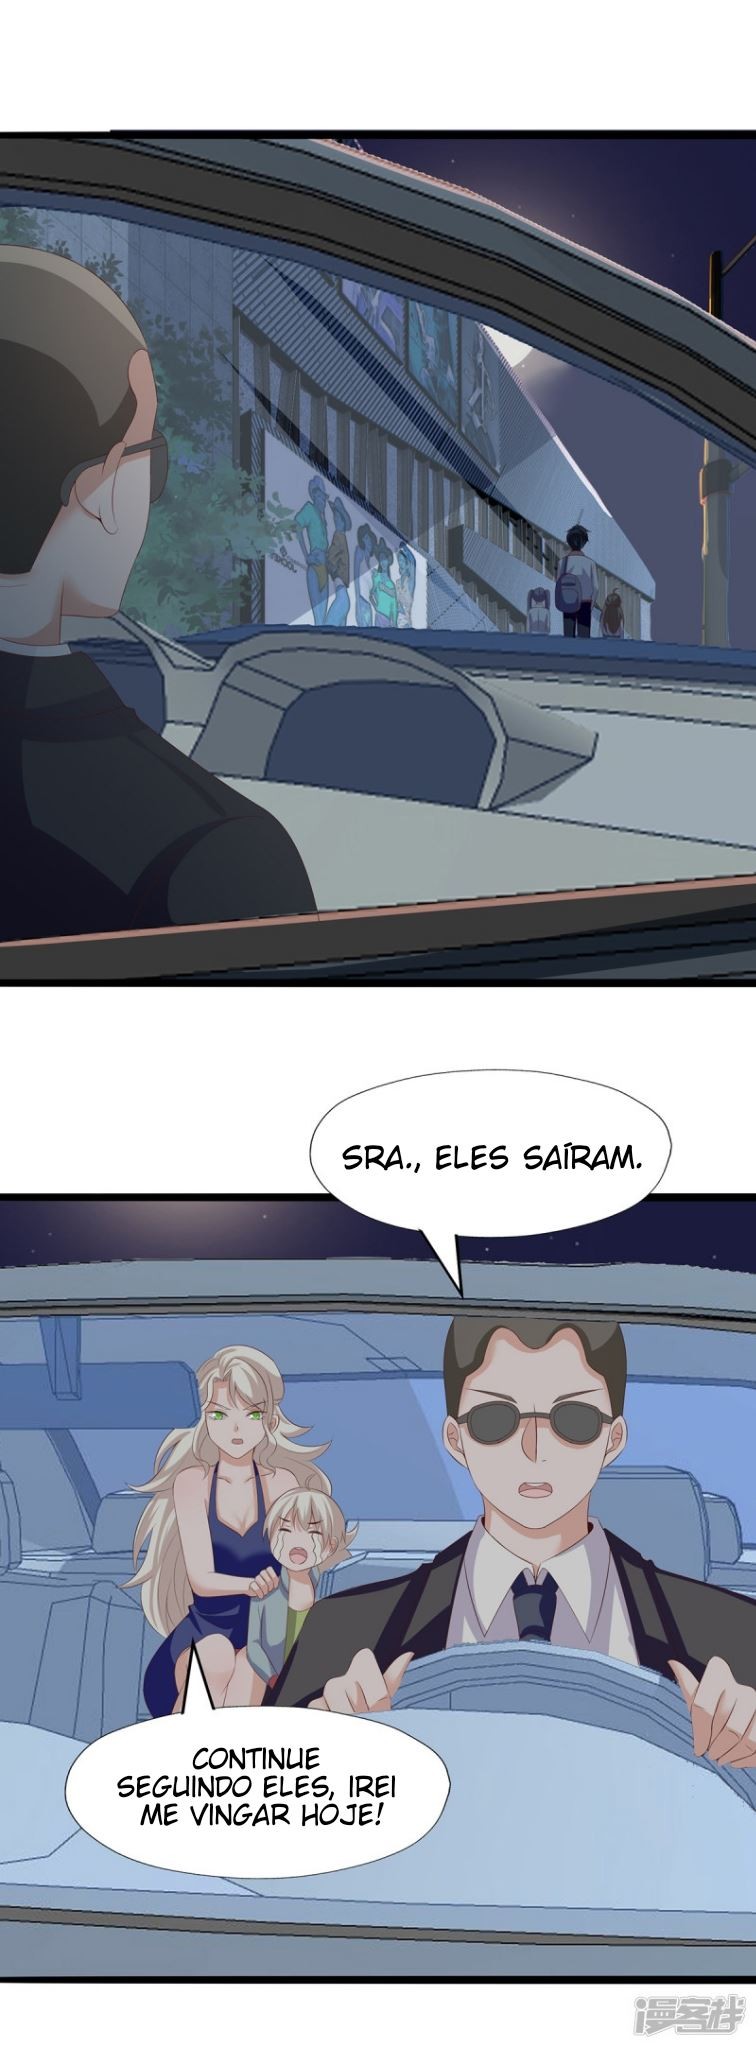 SRA., ELES SAÍRAM.
CONTINUE
SEGUINDO ELES, IREI
ME VINGAR HOJE!
漫客栈